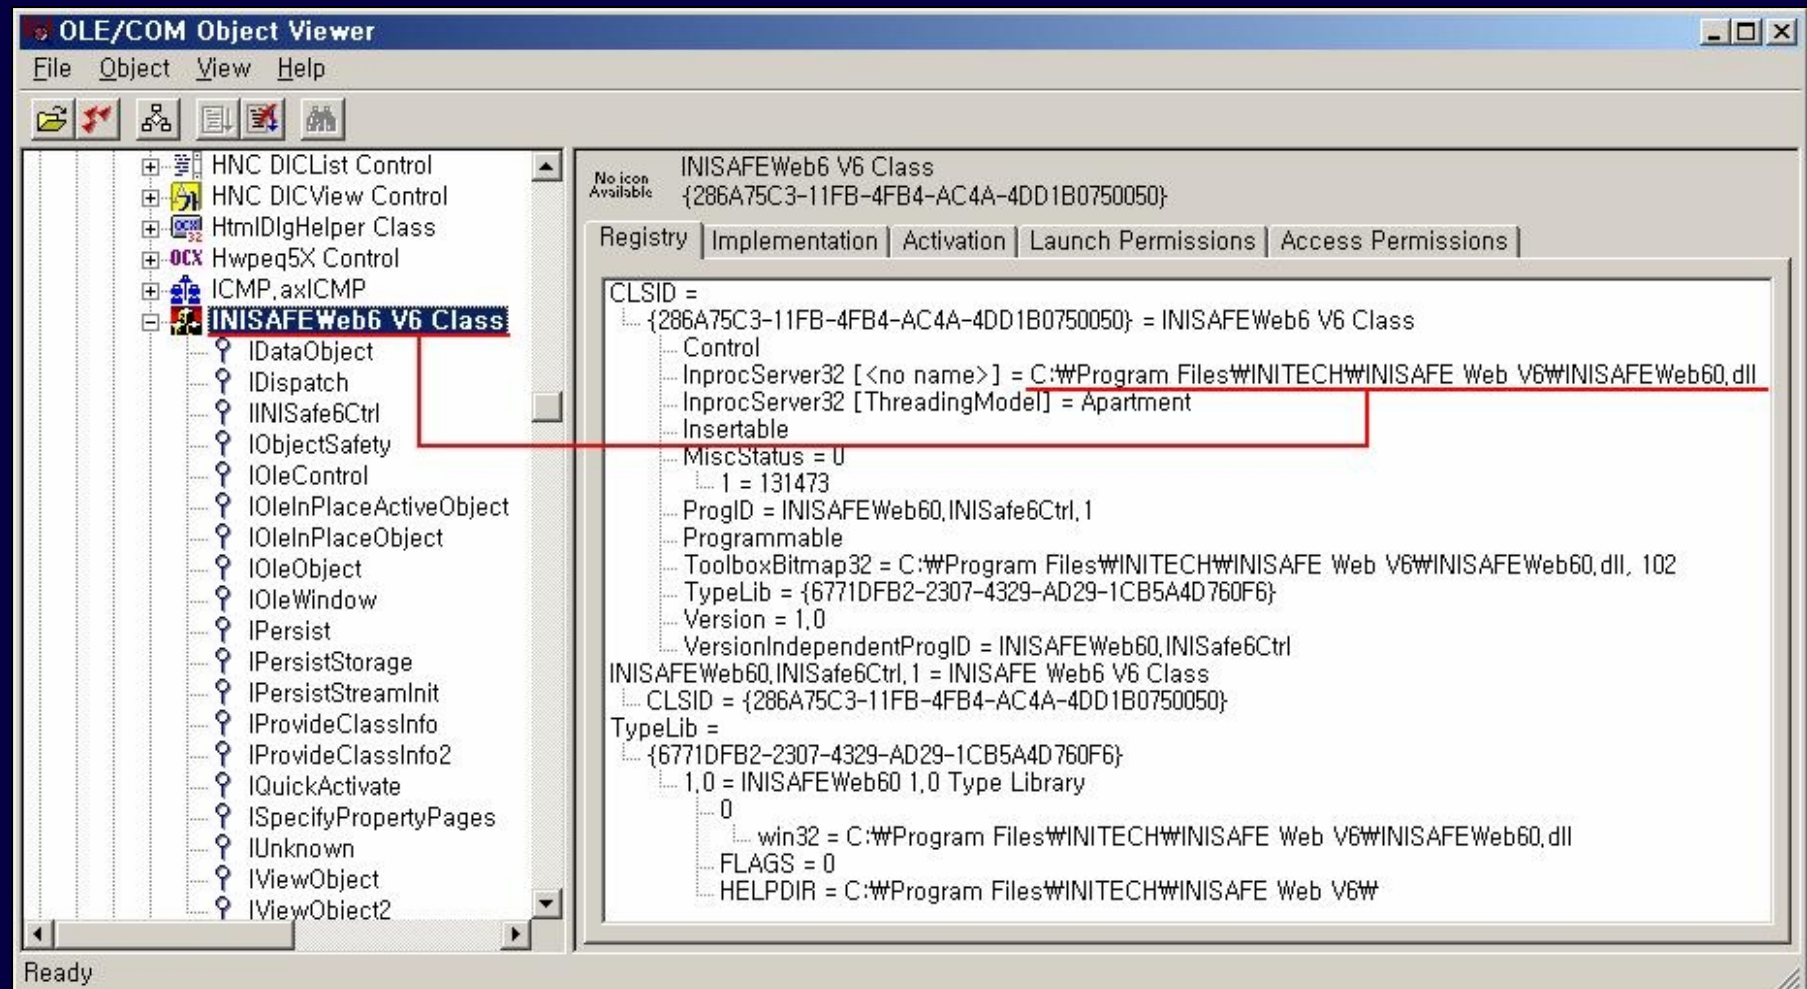 OLE/COM Object Viewer
File Object View Help
HNC DICList Control
HNC DICView Control
HtmlDlgHelper Class
OCX Hwpeq5X Control
ICMP.axICMP
INISAFEWeb6 V6 Class
IDataObject
IDispatch
IINISafe6Ctrl
IObjectSafety
IOleControl
IOleInPlaceActiveObject
IOleInPlaceObject
IOleObject
IOleWindow
IPersist
IPersistStorage
IPersistStreamInit
IProvideClassInfo
IProvideClassInfo2
IQuickActivate
ISpecifyPropertyPages
IUnknown
IViewObject
IViewObject2
No icon Available
INISAFEWeb6 V6 Class
{286A75C3-11FB-4FB4-AC4A-4DD1B0750050}
Registry Implementation Activation Launch Permissions Access Permissions
CLSID =
{286A75C3-11FB-4FB4-AC4A-4DD1B0750050} = INISAFEWeb6 V6 Class
Control
InprocServer32 [<no name>] = C:₩Program Files₩INITECH₩INISAFE Web V6₩INISAFEWeb60.dll
InprocServer32 [ThreadingModel] = Apartment
Insertable
MiscStatus = 0
1 = 131473
ProgID = INISAFEWeb60.INISafe6Ctrl.1
Programmable
ToolboxBitmap32 = C:₩Program Files₩INITECH₩INISAFE Web V6₩INISAFEWeb60.dll, 102
TypeLib = {6771DFB2-2307-4329-AD29-1CB5A4D760F6}
Version = 1.0
VersionIndependentProgID = INISAFEWeb60.INISafe6Ctrl
INISAFEWeb60.INISafe6Ctrl.1 = INISAFE Web6 V6 Class
CLSID = {286A75C3-11FB-4FB4-AC4A-4DD1B0750050}
TypeLib =
{6771DFB2-2307-4329-AD29-1CB5A4D760F6}
1.0 = INISAFEWeb60 1.0 Type Library
0
win32 = C:₩Program Files₩INITECH₩INISAFE Web V6₩INISAFEWeb60.dll
FLAGS = 0
HELPDIR = C:₩Program Files₩INITECH₩INISAFE Web V6₩
Ready